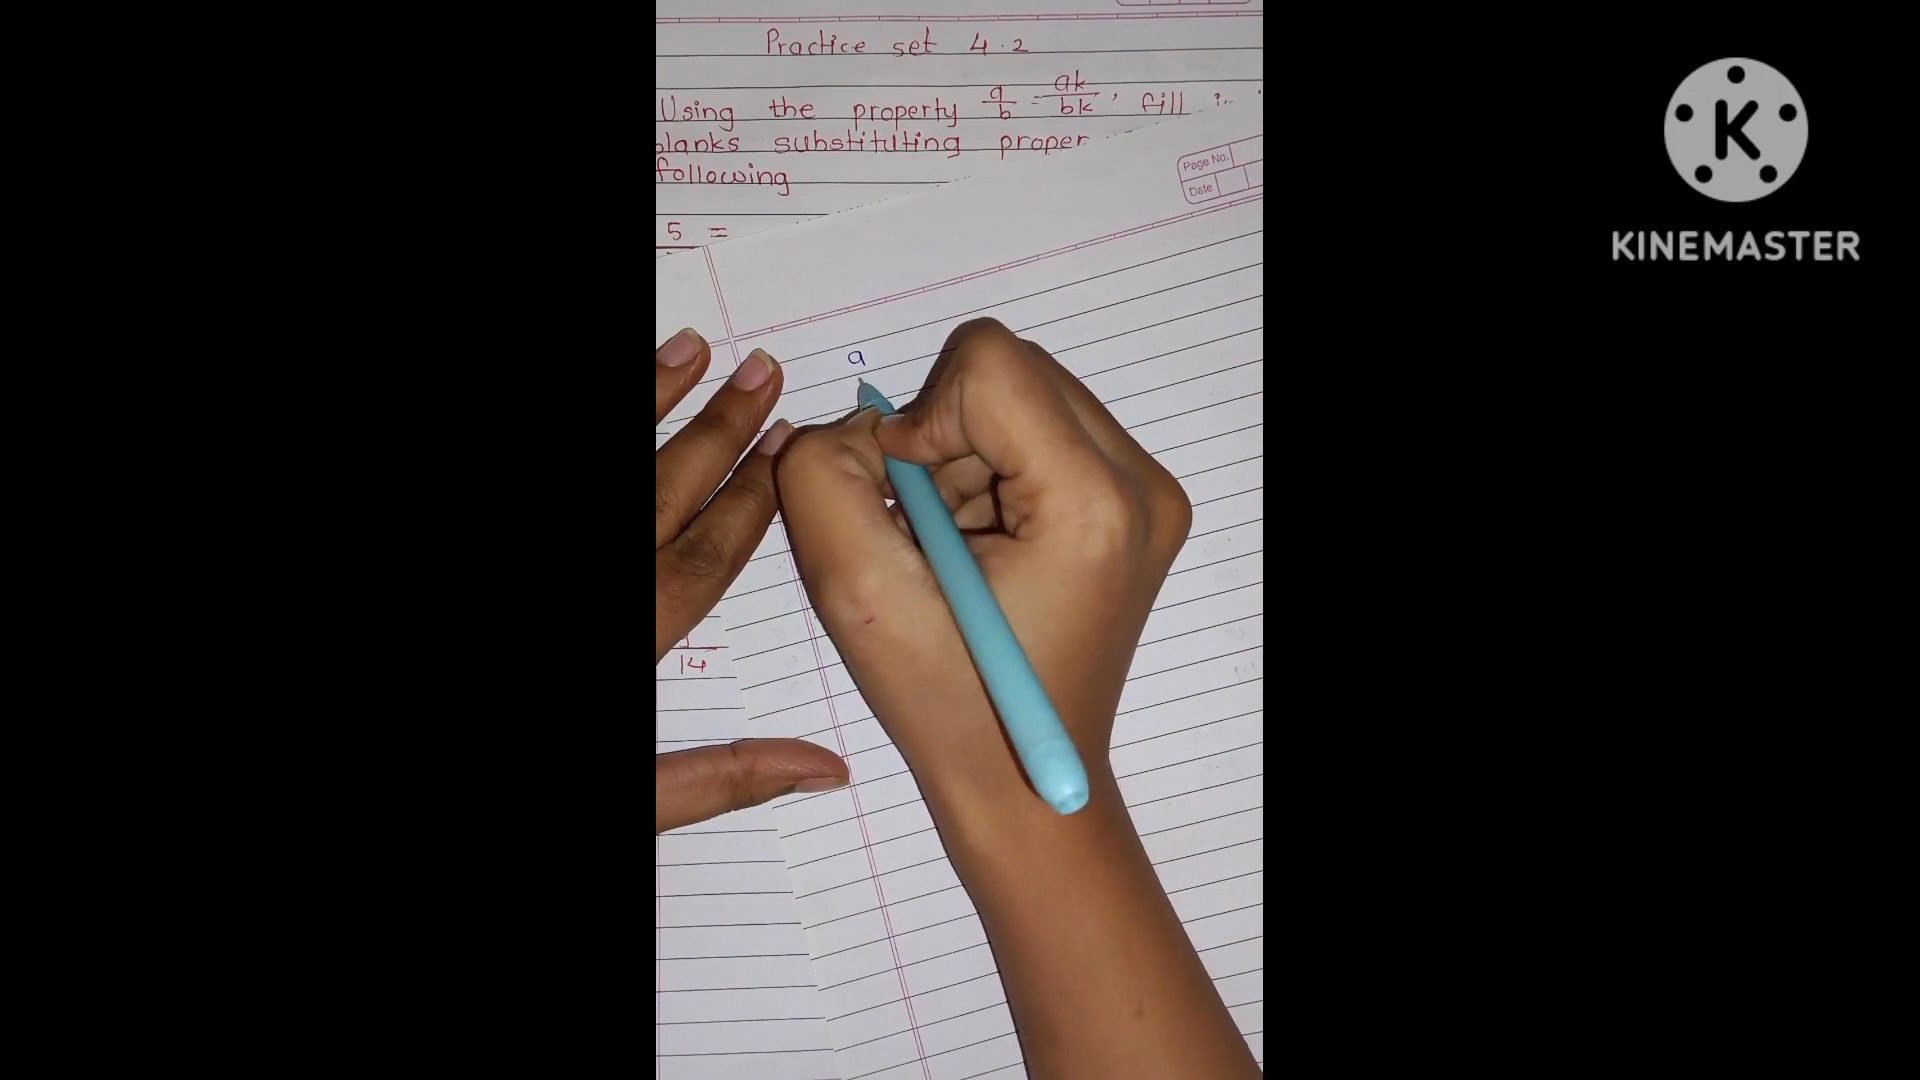 Practice set 4.2
Using the property a/b = ak/bk, fill
blanks substituting proper
following
5 =
Page No.
Date
a
14
K
KINEMASTER